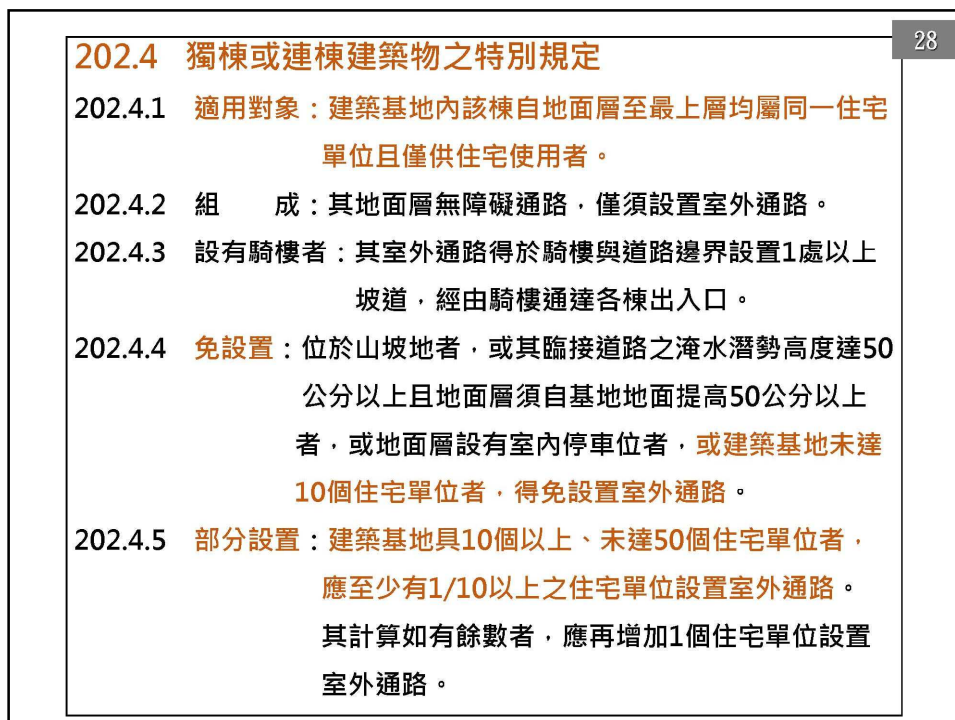 28
202.4 獨棟或連棟建築物之特別規定
202.4.1 適用對象：建築基地內該棟自地面層至最上層均屬同一住宅
單位且僅供住宅使用者。
202.4.2 組　　成：其地面層無障礙通路，僅須設置室外通路。
202.4.3 設有騎樓者：其室外通路得於騎樓與道路邊界設置1處以上
坡道，經由騎樓通達各棟出入口。
202.4.4 免設置：位於山坡地者，或其臨接道路之淹水潛勢高度達50
公分以上且地面層須自基地地面提高50公分以上
者，或地面層設有室內停車位者，或建築基地未達
10個住宅單位者，得免設置室外通路。
202.4.5 部分設置：建築基地具10個以上、未達50個住宅單位者，
應至少有1/10以上之住宅單位設置室外通路。
其計算如有餘數者，應再增加1個住宅單位設置
室外通路。